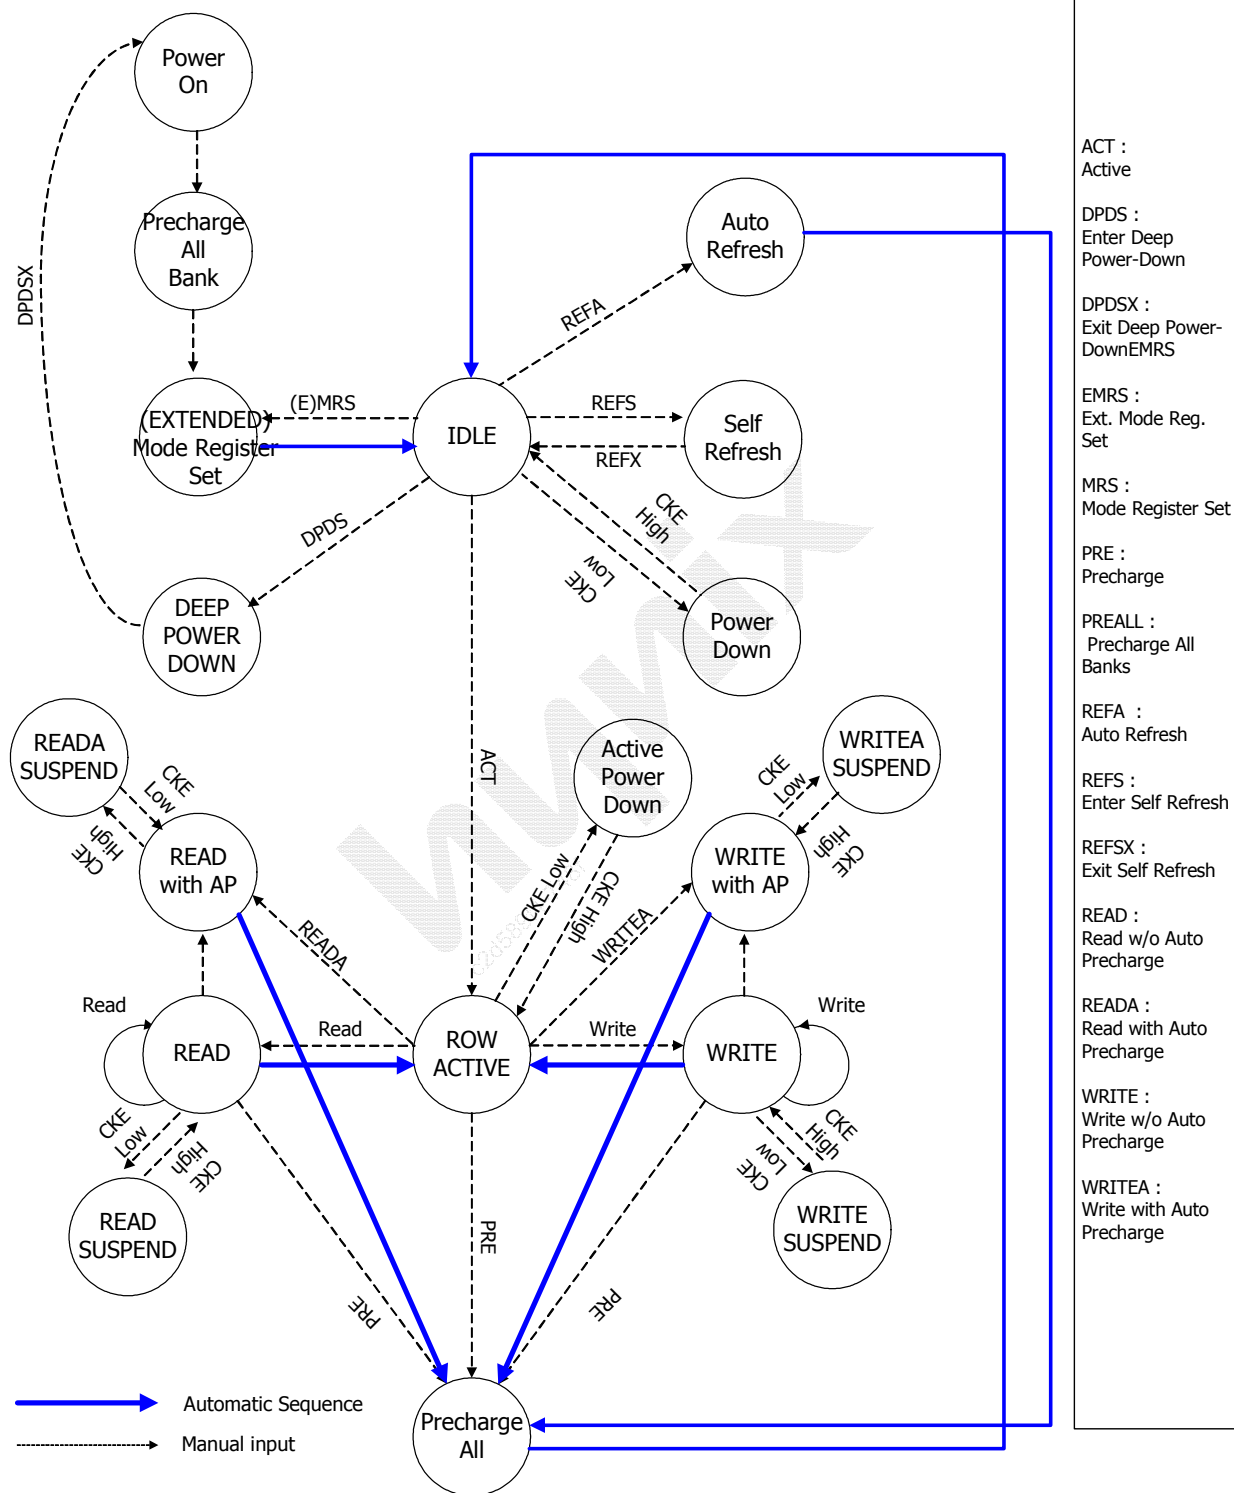 Power
On
Precharge
All
Bank
DPDSX
(EXTENDED)
Mode Register
Set
(E)MRS
IDLE
REFA
Auto
Refresh
REFS
REFX
Self
Refresh
CKE
High
CKE
Low
Power
Down
DPDS
DEEP
POWER
DOWN
ACT
READA
SUSPEND
CKE
Low
CKE
High
READ
with AP
READA
Active
Power
Down
CKE Low
CKE High
WRITEA
SUSPEND
CKE
Low
CKE
High
WRITE
with AP
WRITEA
Read
READ
Read
ROW
ACTIVE
Write
WRITE
Write
CKE
Low
CKE
High
READ
SUSPEND
CKE
High
CKE
Low
WRITE
SUSPEND
PRE
PRE
PRE
Precharge
All
Automatic Sequence
Manual input
ACT :
Active
DPDS :
Enter Deep
Power-Down
DPDSX :
Exit Deep Power-
DownEMRS
EMRS :
Ext. Mode Reg.
Set
MRS :
Mode Register Set
PRE :
Precharge
PREALL :
Precharge All
Banks
REFA :
Auto Refresh
REFS :
Enter Self Refresh
REFSX :
Exit Self Refresh
READ :
Read w/o Auto
Precharge
READA :
Read with Auto
Precharge
WRITE :
Write w/o Auto
Precharge
WRITEA :
Write with Auto
Precharge